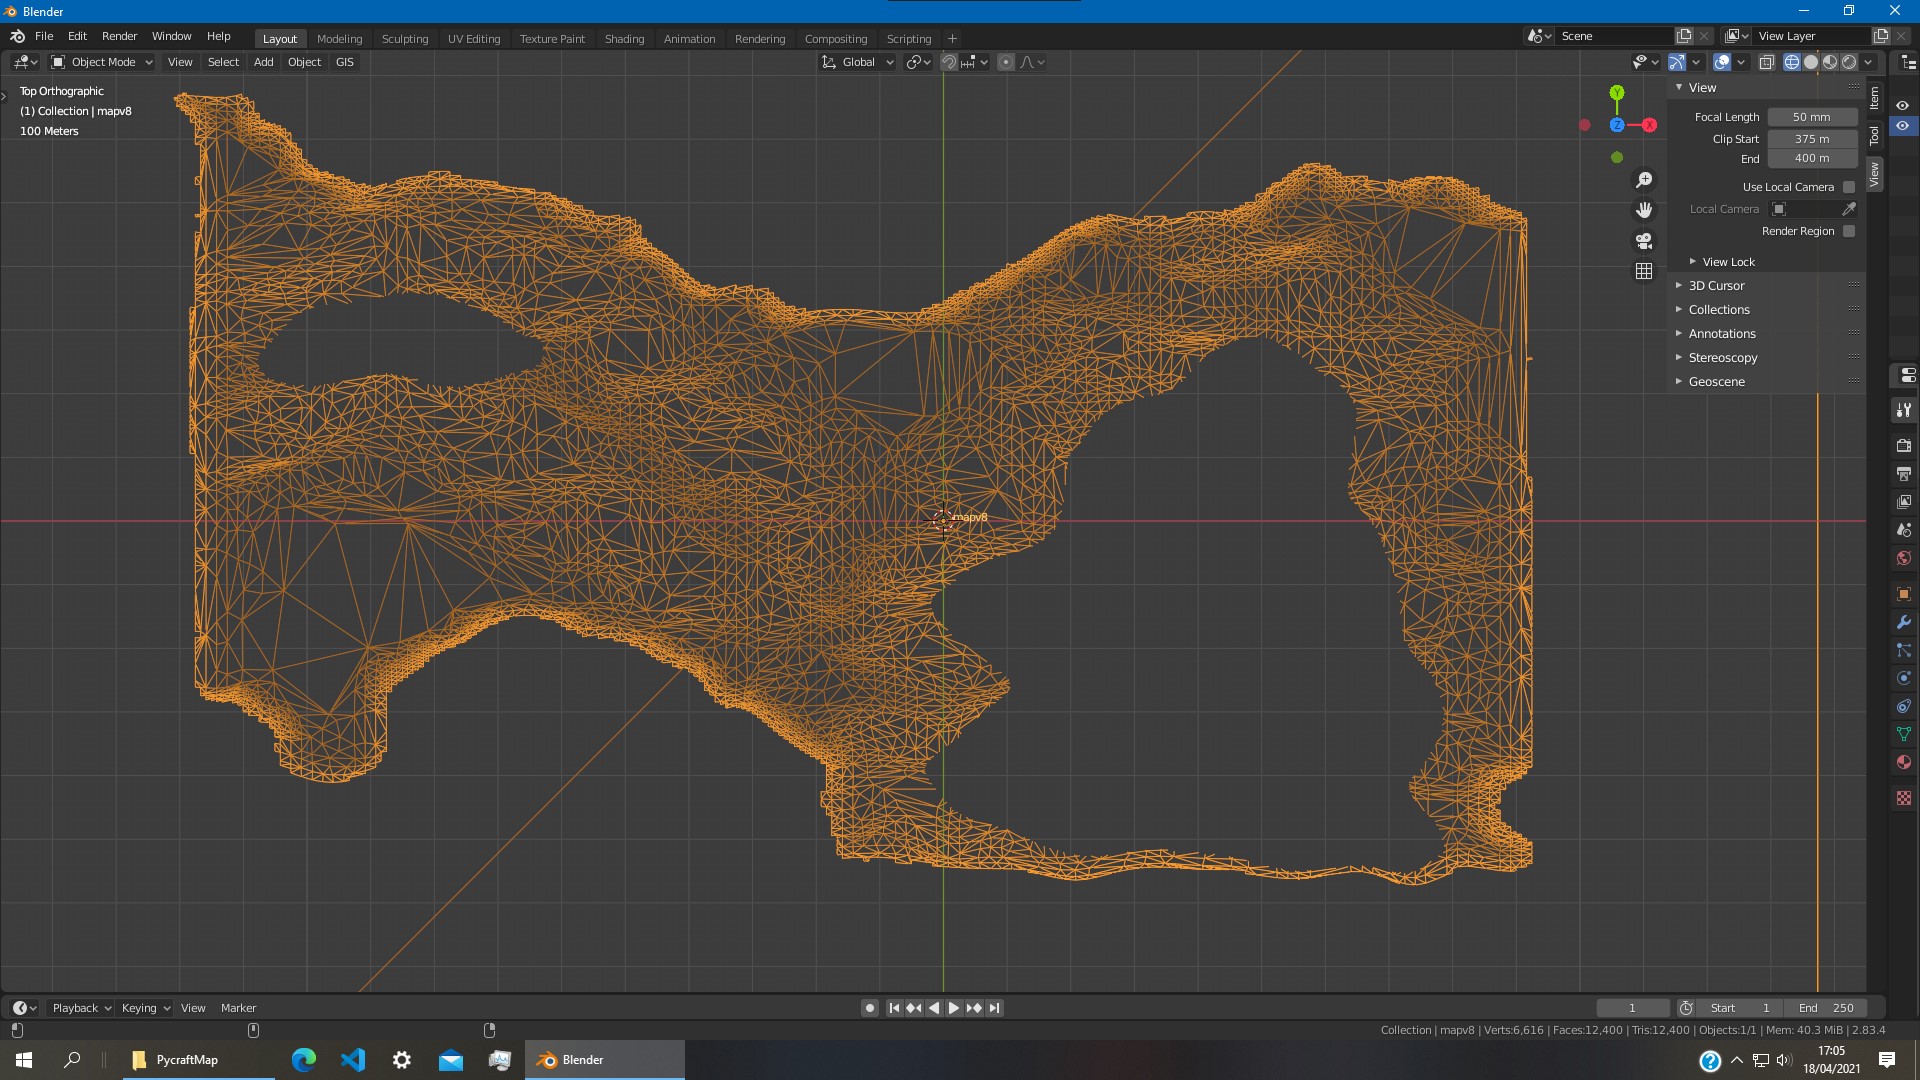 Blender
File Edit Render Window Help Layout Modeling Sculpting UV Editing Texture Paint Shading Animation Rendering Compositing Scripting + Scene View Layer
Object Mode View Select Add Object GIS Global
Top Orthographic
(1) Collection | mapv8
100 Meters
Y
Z X
View
Focal Length 50 mm
Clip Start 375 m
End 400 m
Use Local Camera
Local Camera
Render Region
View Lock
3D Cursor
Collections
Annotations
Stereoscopy
Geoscene
Item
Tool
View
mapv8
Playback Keying View Marker 1 Start 1 End 250
Collection | mapv8 | Verts:6,616 | Faces:12,400 | Tris:12,400 | Objects:1/1 | Mem: 40.3 MiB | 2.83.4
PycraftMap Blender
17:05
18/04/2021